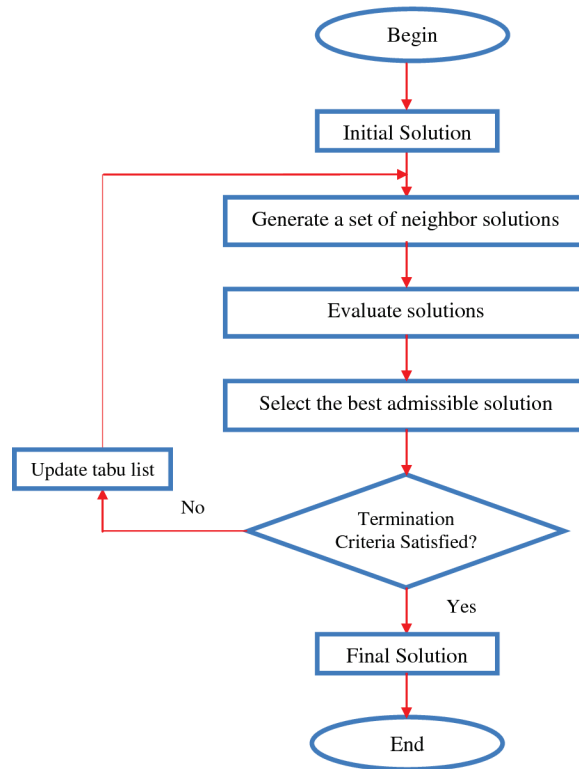 Begin
Initial Solution
Generate a set of neighbor solutions
Evaluate solutions
Select the best admissible solution
Update tabu list
No
Termination
Criteria Satisfied?
Yes
Final Solution
End